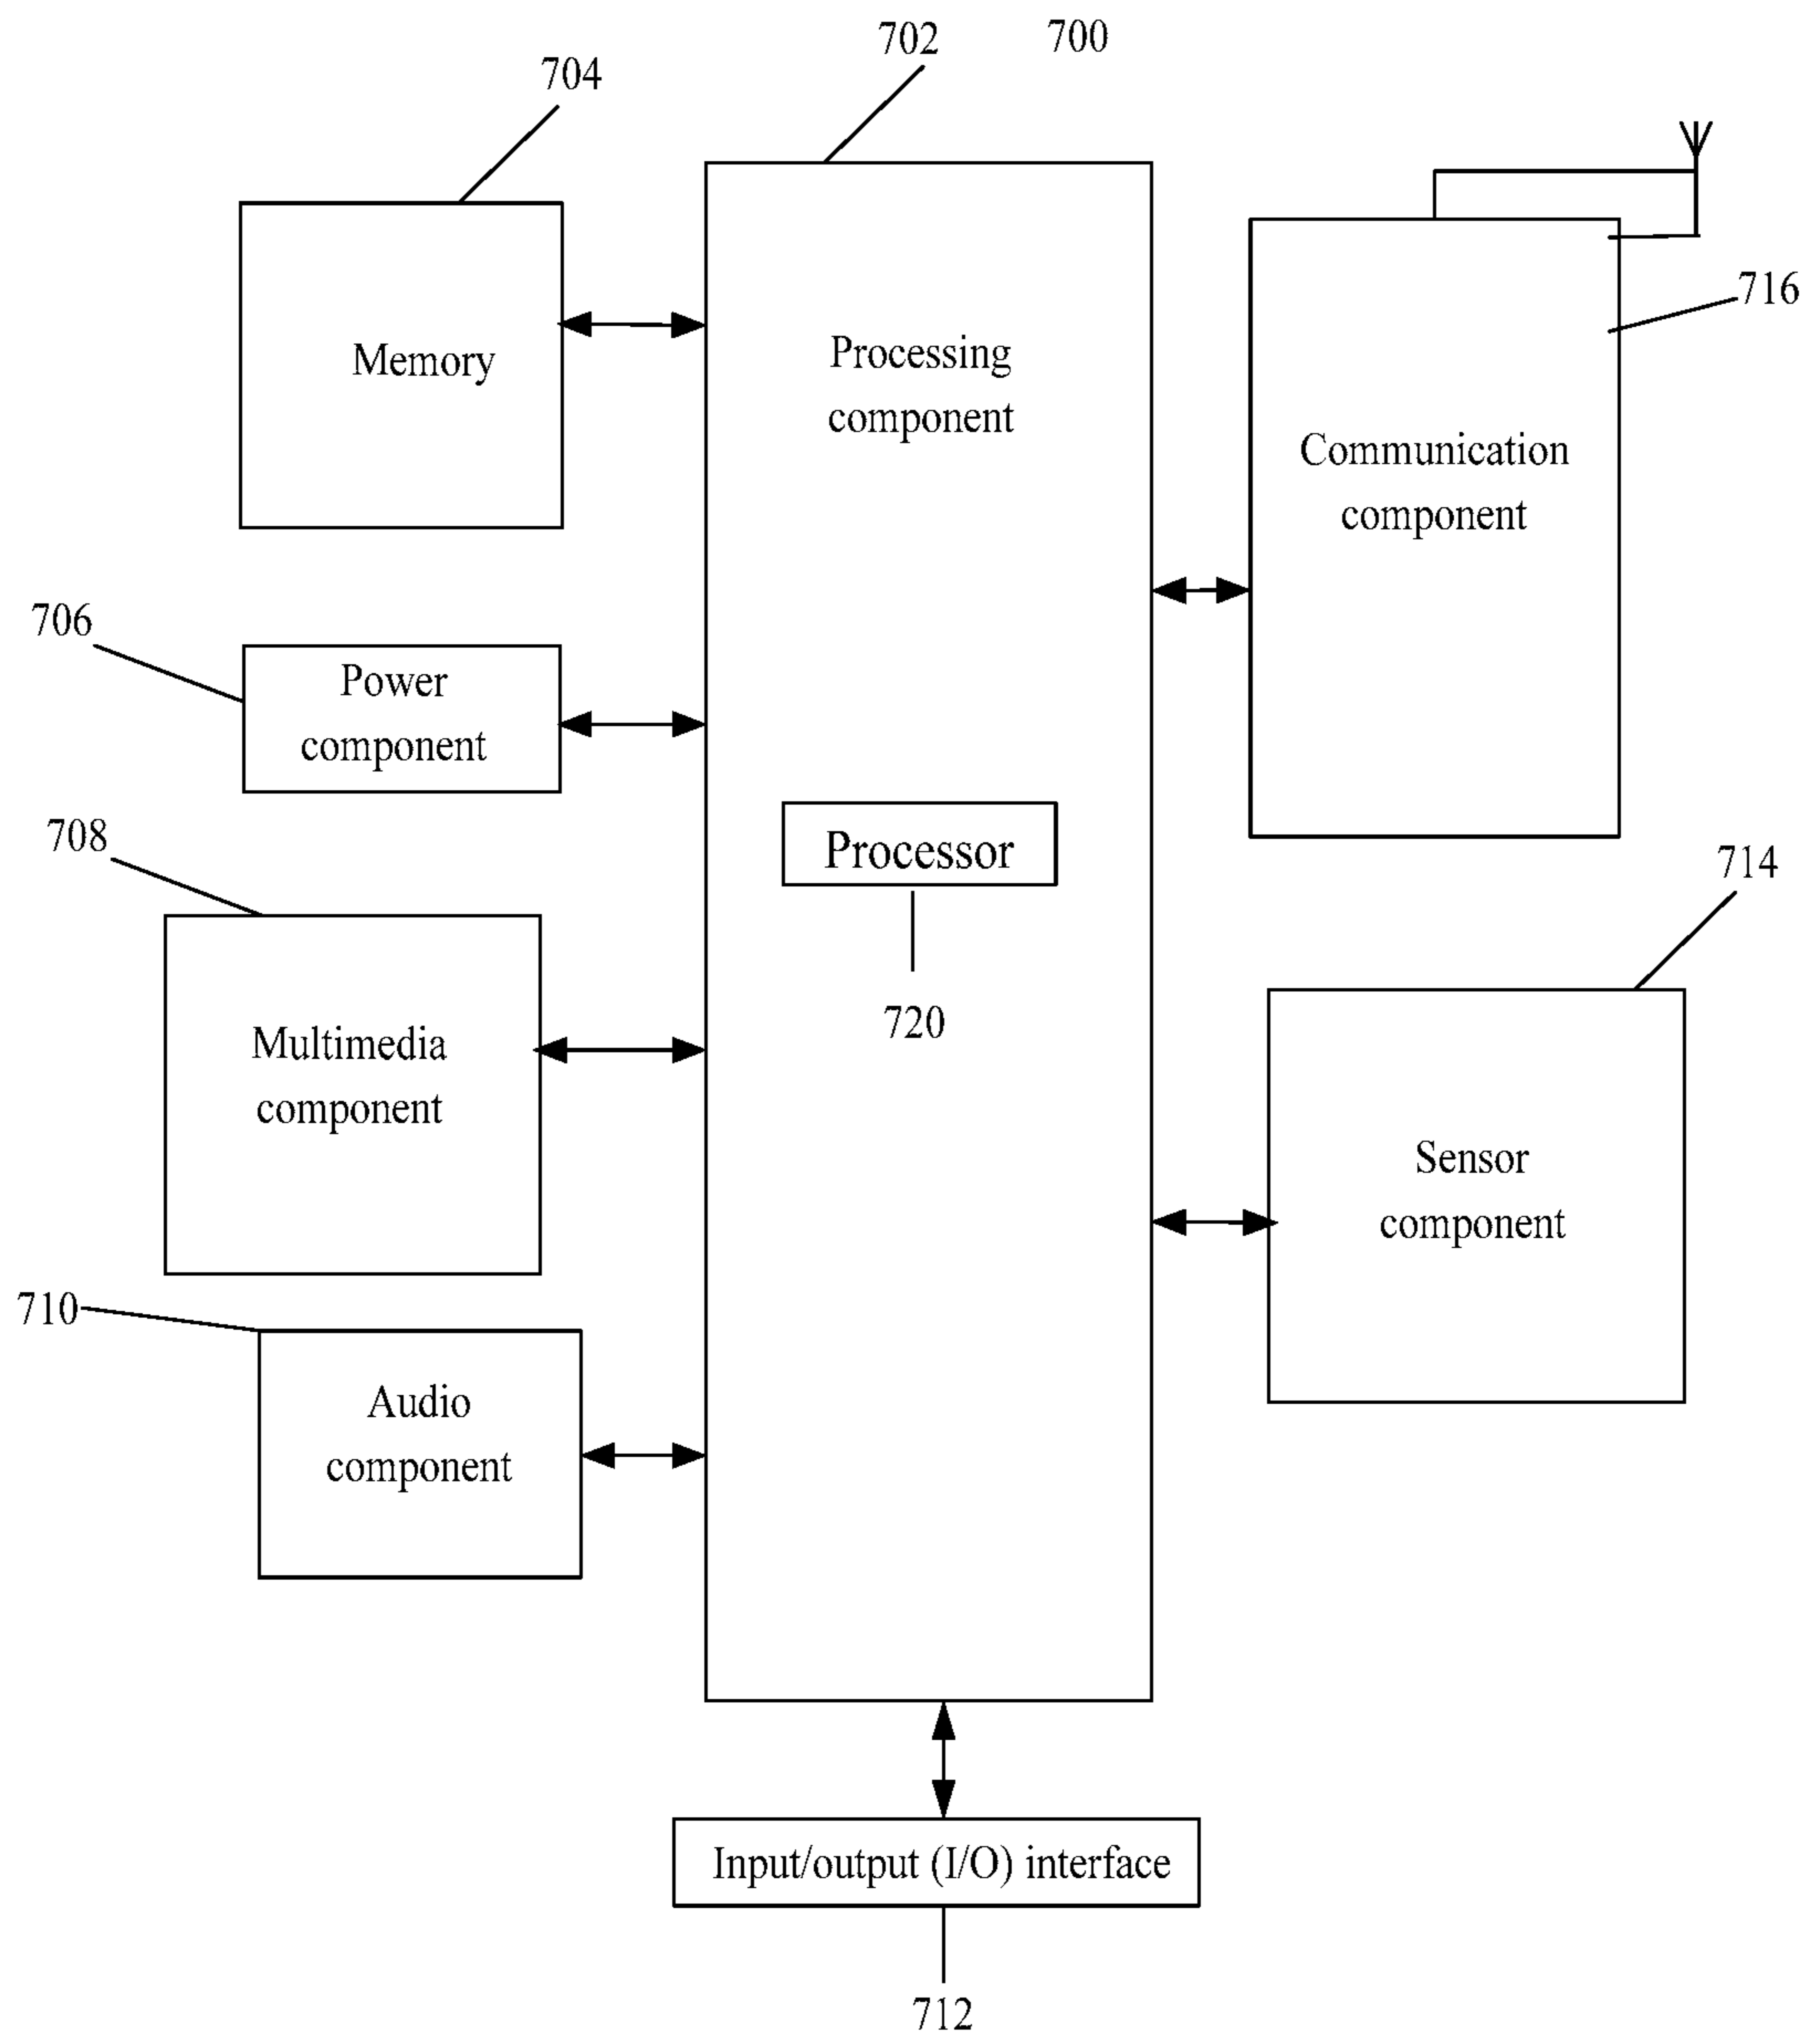 702
700
704
716
Memory
Processing
component
Communication
component
706
Power
component
708
Processor
714
720
Multimedia
component
Sensor
component
710
Audio
component
Input/output (I/O) interface
712